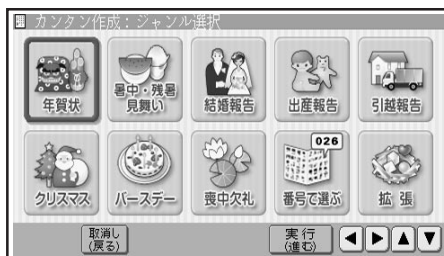 カンタン作成：ジャンル選択
年賀状
暑中・残暑
見舞い
結婚報告
出産報告
引越報告
クリスマス
バースデー
喪中欠礼
026
番号で選ぶ
拡張
取消し
(戻る)
実行
(進む)
◀▶▲▼